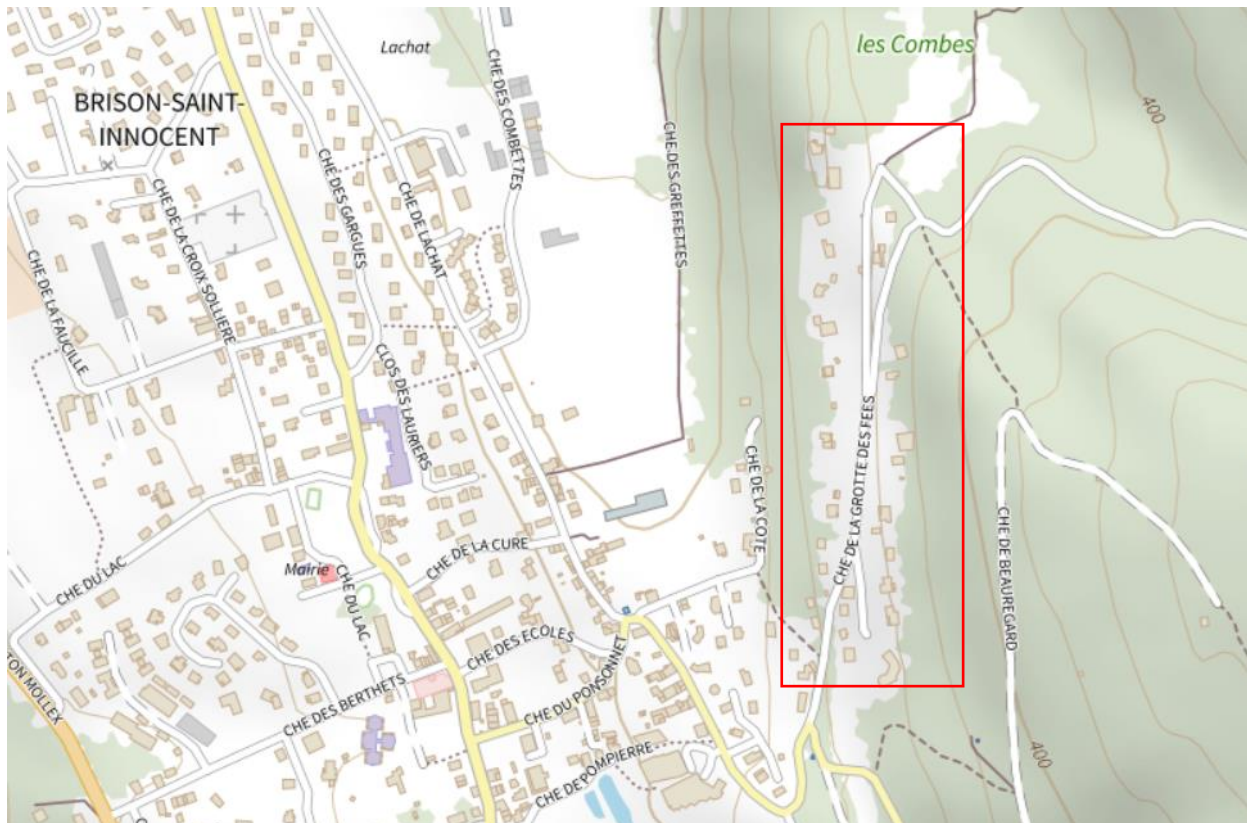 les Combes
Lachat
BRISON-SAINT-
INNOCENT
400
CHE DES COMBETTES
CHE DES GREFFETTES
CHE DES GARGUES
CHE DE LACHAT
CHE DE LA CROIX SOLLIERE
CHE DE LA FAUCILLE
CLOS DES LAURIERS
CHE DE LA GROTTE DES FEES
CHE DE LA COTE
CHE DE BEAUREGARD
CHE DE LA CURE
Mairie
CHE DU LAC
CHE DU LAC
CHE DES ECOLES
CHE DES BERTHETS
CHE DU PONSONNET
TON MOLLEX
CHE DE POMPIERRE
400